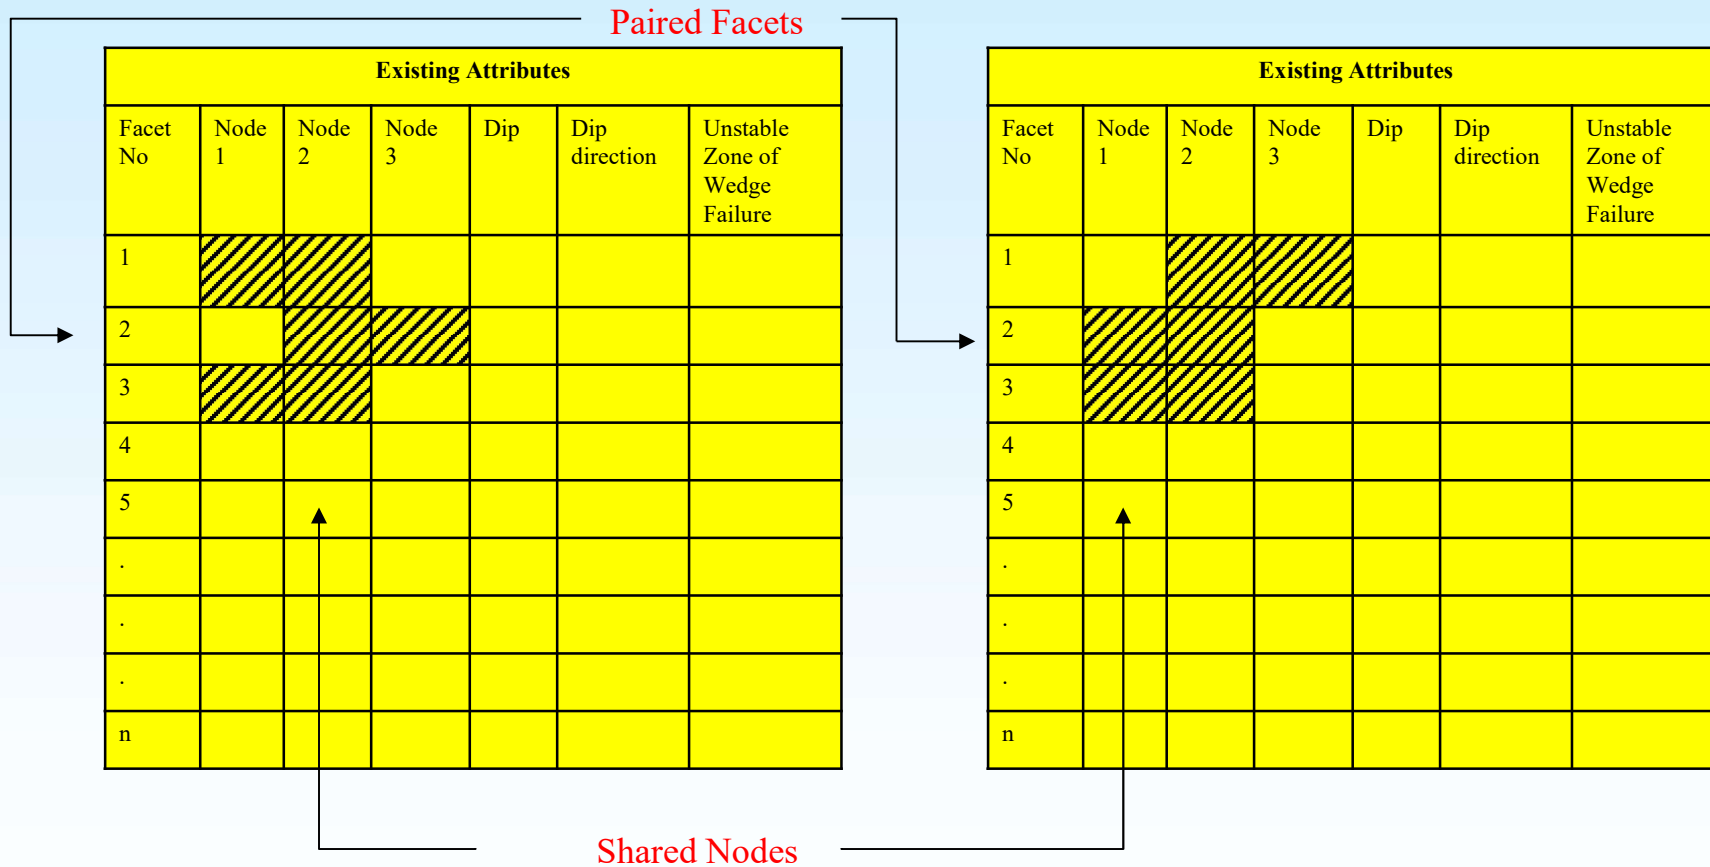 Paired Facets
Existing Attributes
Facet No
Node 1
Node 2
Node 3
Dip
Dip direction
Unstable Zone of Wedge Failure
1
2
3
4
5
.
.
.
n
Existing Attributes
Facet No
Node 1
Node 2
Node 3
Dip
Dip direction
Unstable Zone of Wedge Failure
1
2
3
4
5
.
.
.
n
Shared Nodes